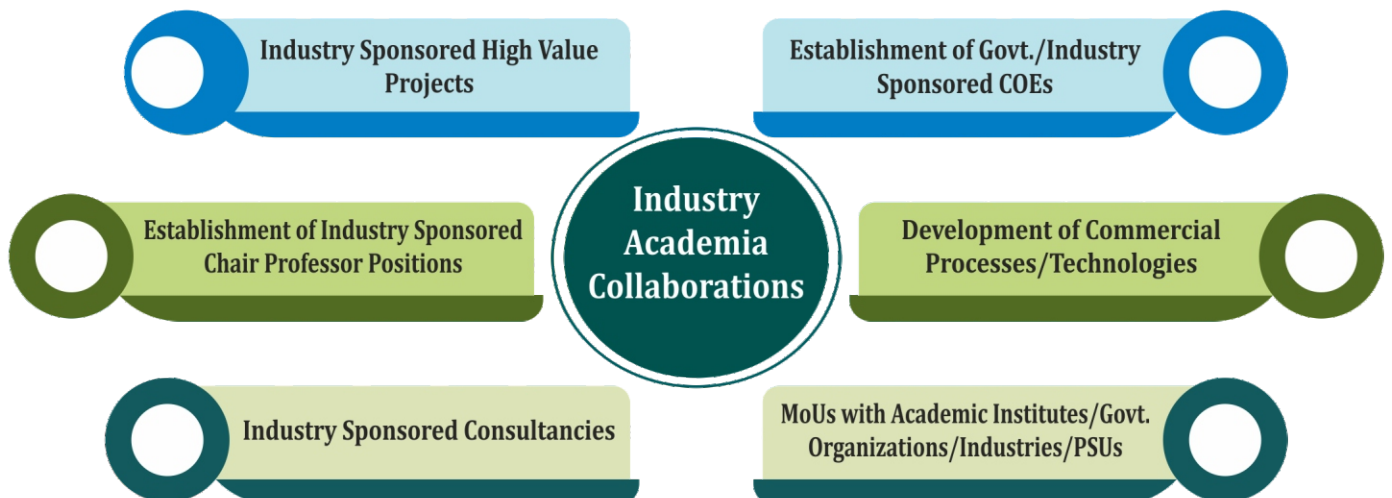 Industry Sponsored High Value
Projects
Establishment of Govt./Industry
Sponsored COEs
Establishment of Industry Sponsored
Chair Professor Positions
Industry
Academia
Collaborations
Development of Commercial
Processes/Technologies
Industry Sponsored Consultancies
MoUs with Academic Institutes/Govt.
Organizations/Industries/PSUs